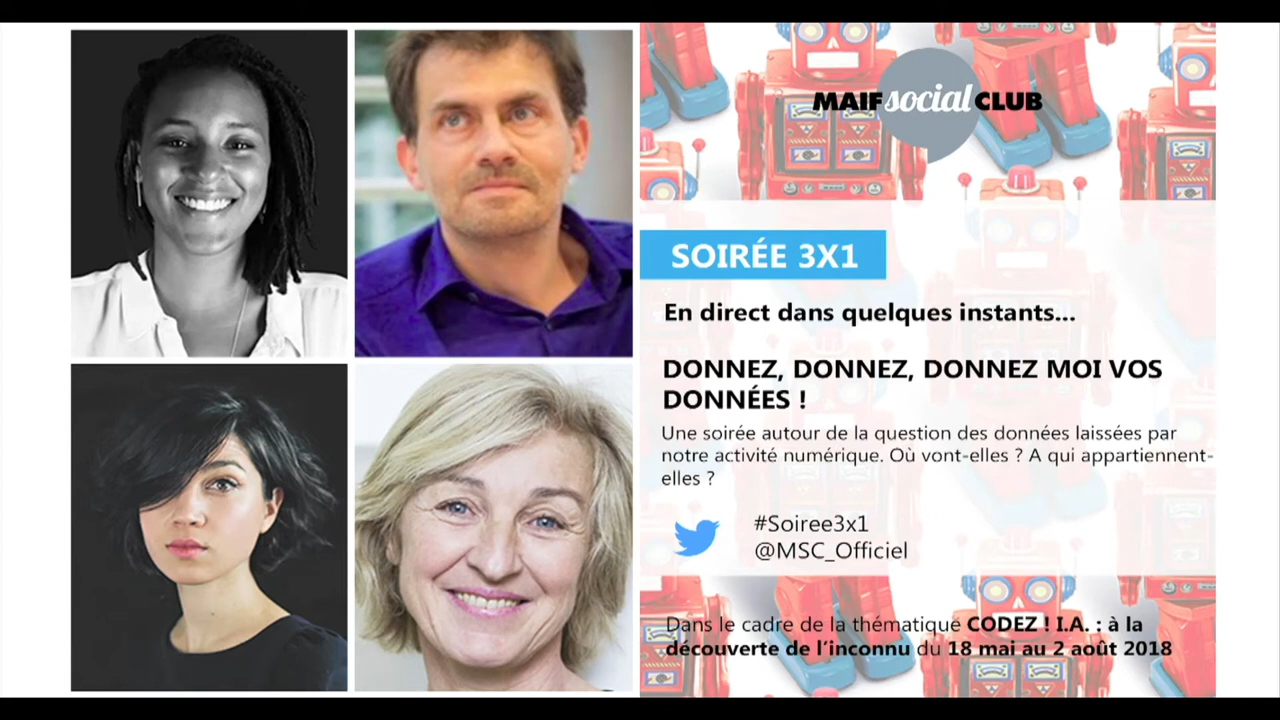 MAIF social CLUB
SOIRÉE 3X1
En direct dans quelques instants...
DONNEZ, DONNEZ, DONNEZ MOI VOS
DONNÉES !
Une soirée autour de la question des données laissées par
notre activité numérique. Où vont-elles ? A qui appartiennent-
elles ?
#Soiree3x1
@MSC_Officiel
Dans le cadre de la thématique CODEZ ! I.A. : à la
découverte de l'inconnu du 18 mai au 2 août 2018